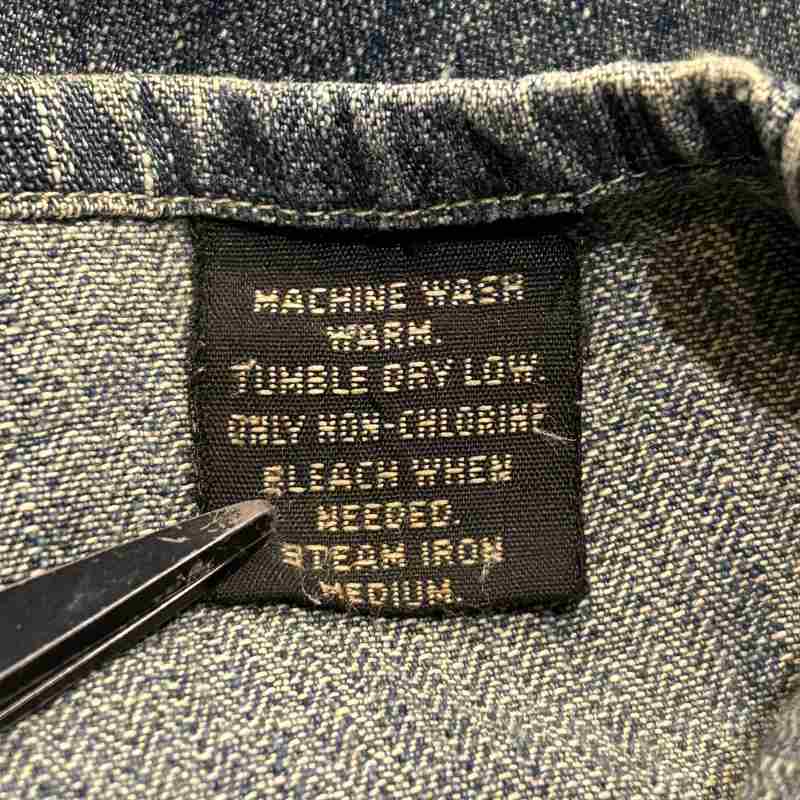 MACHINE WASH
WARM.
TUMBLE DRY LOW.
ONLY NON-CHLORINE
BLEACH WHEN
NEEDED.
STEAM IRON
MEDIUM.